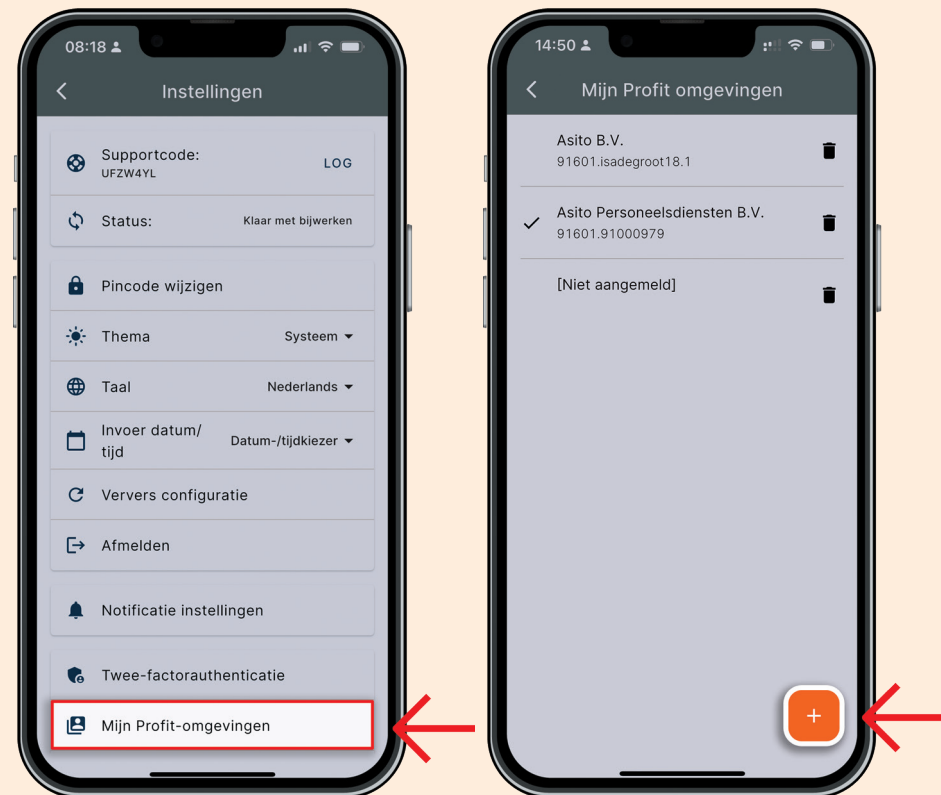 08:18
Instellingen
Supportcode:
UFZW4YL
LOG
Status:
Klaar met bijwerken
Pincode wijzigen
Thema
Systeem
Taal
Nederlands
Invoer datum/
tijd
Datum-/tijdkiezer
Ververs configuratie
Afmelden
Notificatie instellingen
Twee-factorauthenticatie
Mijn Profit-omgevingen
14:50
Mijn Profit omgevingen
Asito B.V.
91601.isadegroot18.1
Asito Personeelsdiensten B.V.
91601.91000979
[Niet aangemeld]
+